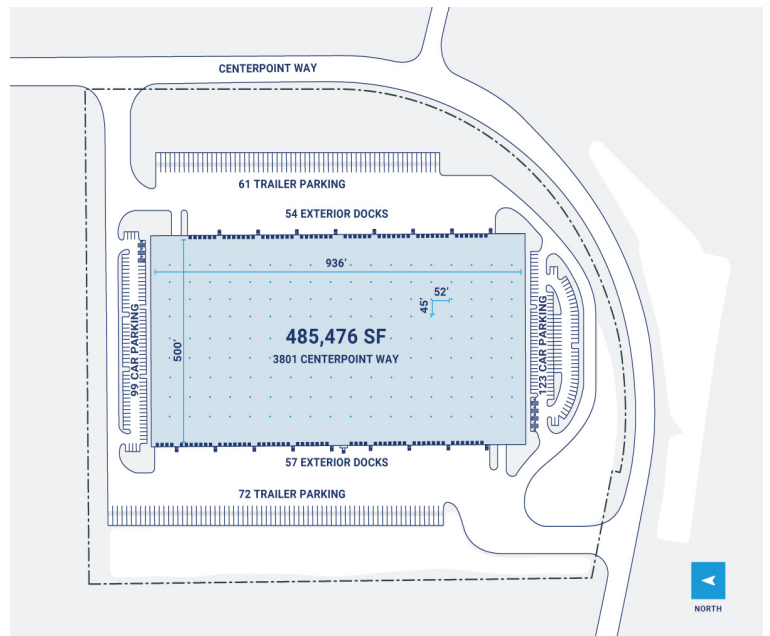 CENTERPOINT WAY
61 TRAILER PARKING
54 EXTERIOR DOCKS
936'
52'
45'
500'
485,476 SF
3801 CENTERPOINT WAY
99 CAR PARKING
123 CAR PARKING
57 EXTERIOR DOCKS
72 TRAILER PARKING
NORTH